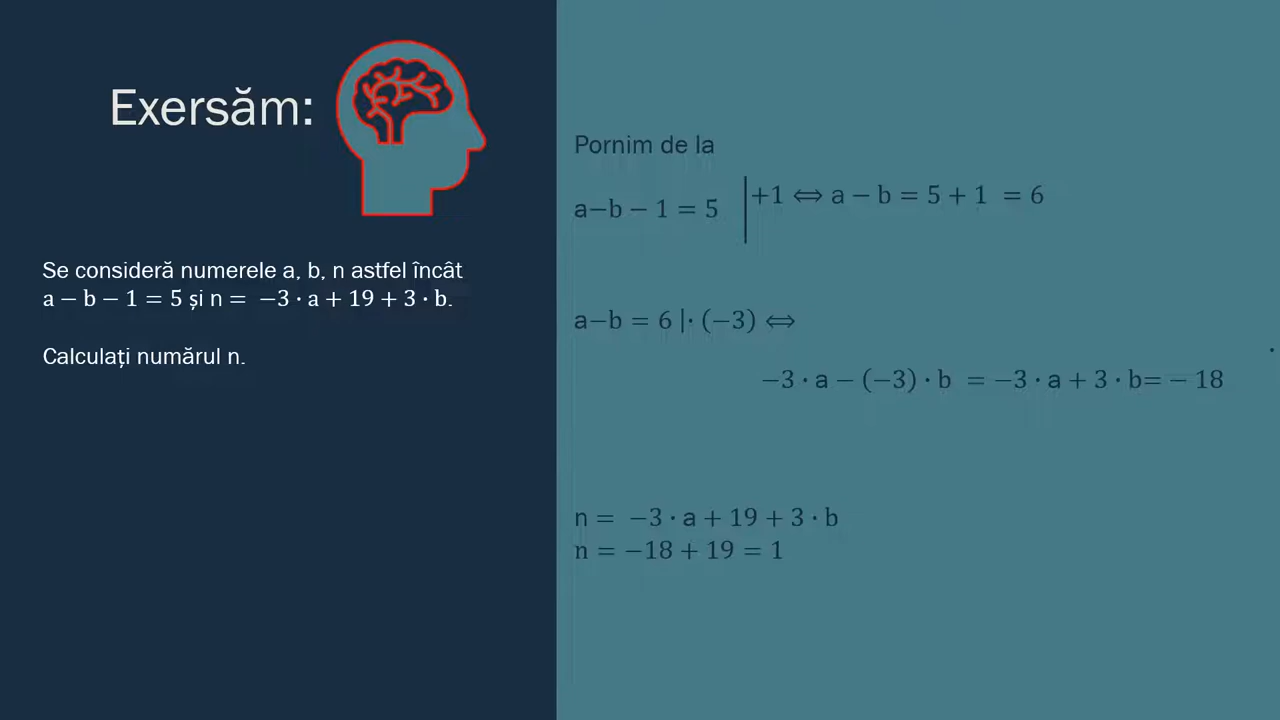 Exersăm:
Se consideră numerele a, b, n astfel încât
a − b − 1 = 5 și n = −3 · a + 19 + 3 · b.
Calculați numărul n.
Pornim de la
a−b − 1 = 5 |+1 ⟺ a − b = 5 + 1 = 6
a−b = 6 |· (−3) ⟺
−3 · a − (−3) · b = −3 · a + 3 · b= − 18
n = −3 · a + 19 + 3 · b
n = −18 + 19 = 1